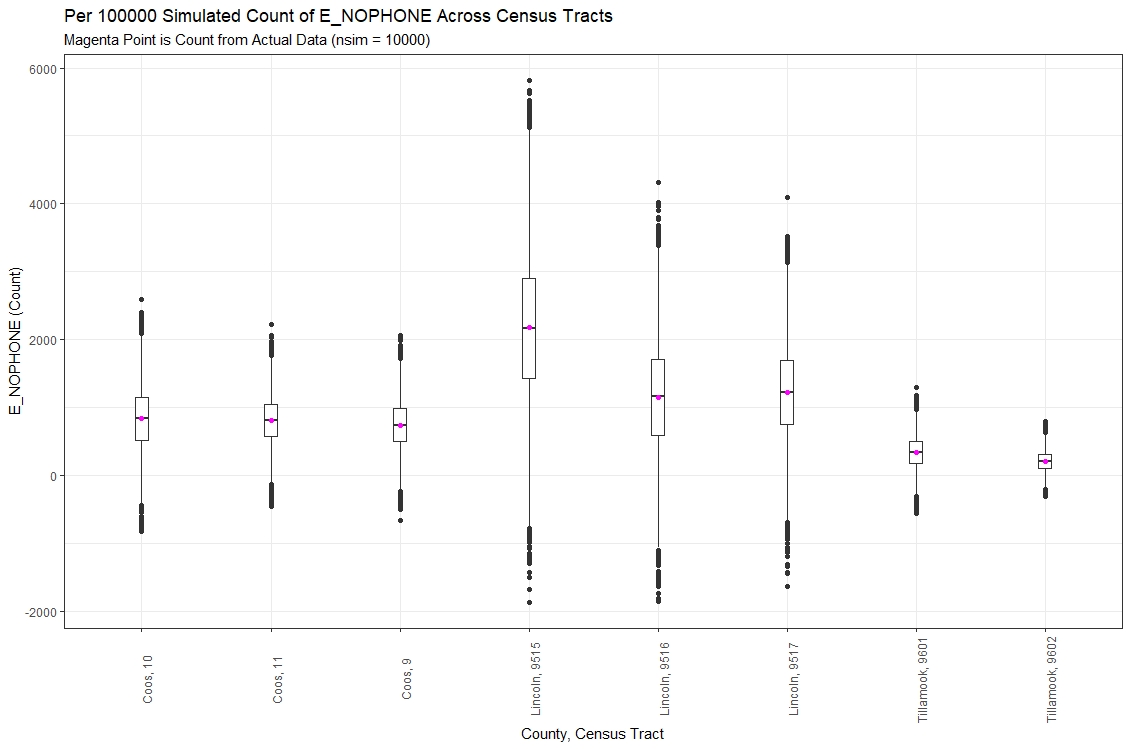 Per 100000 Simulated Count of E_NOPHONE Across Census Tracts
Magenta Point is Count from Actual Data (nsim = 10000)
E_NOPHONE (Count)
6000
4000
2000
0
-2000
Coos, 10
Coos, 11
Coos, 9
Lincoln, 9515
Lincoln, 9516
Lincoln, 9517
Tillamook, 9601
Tillamook, 9602
County, Census Tract